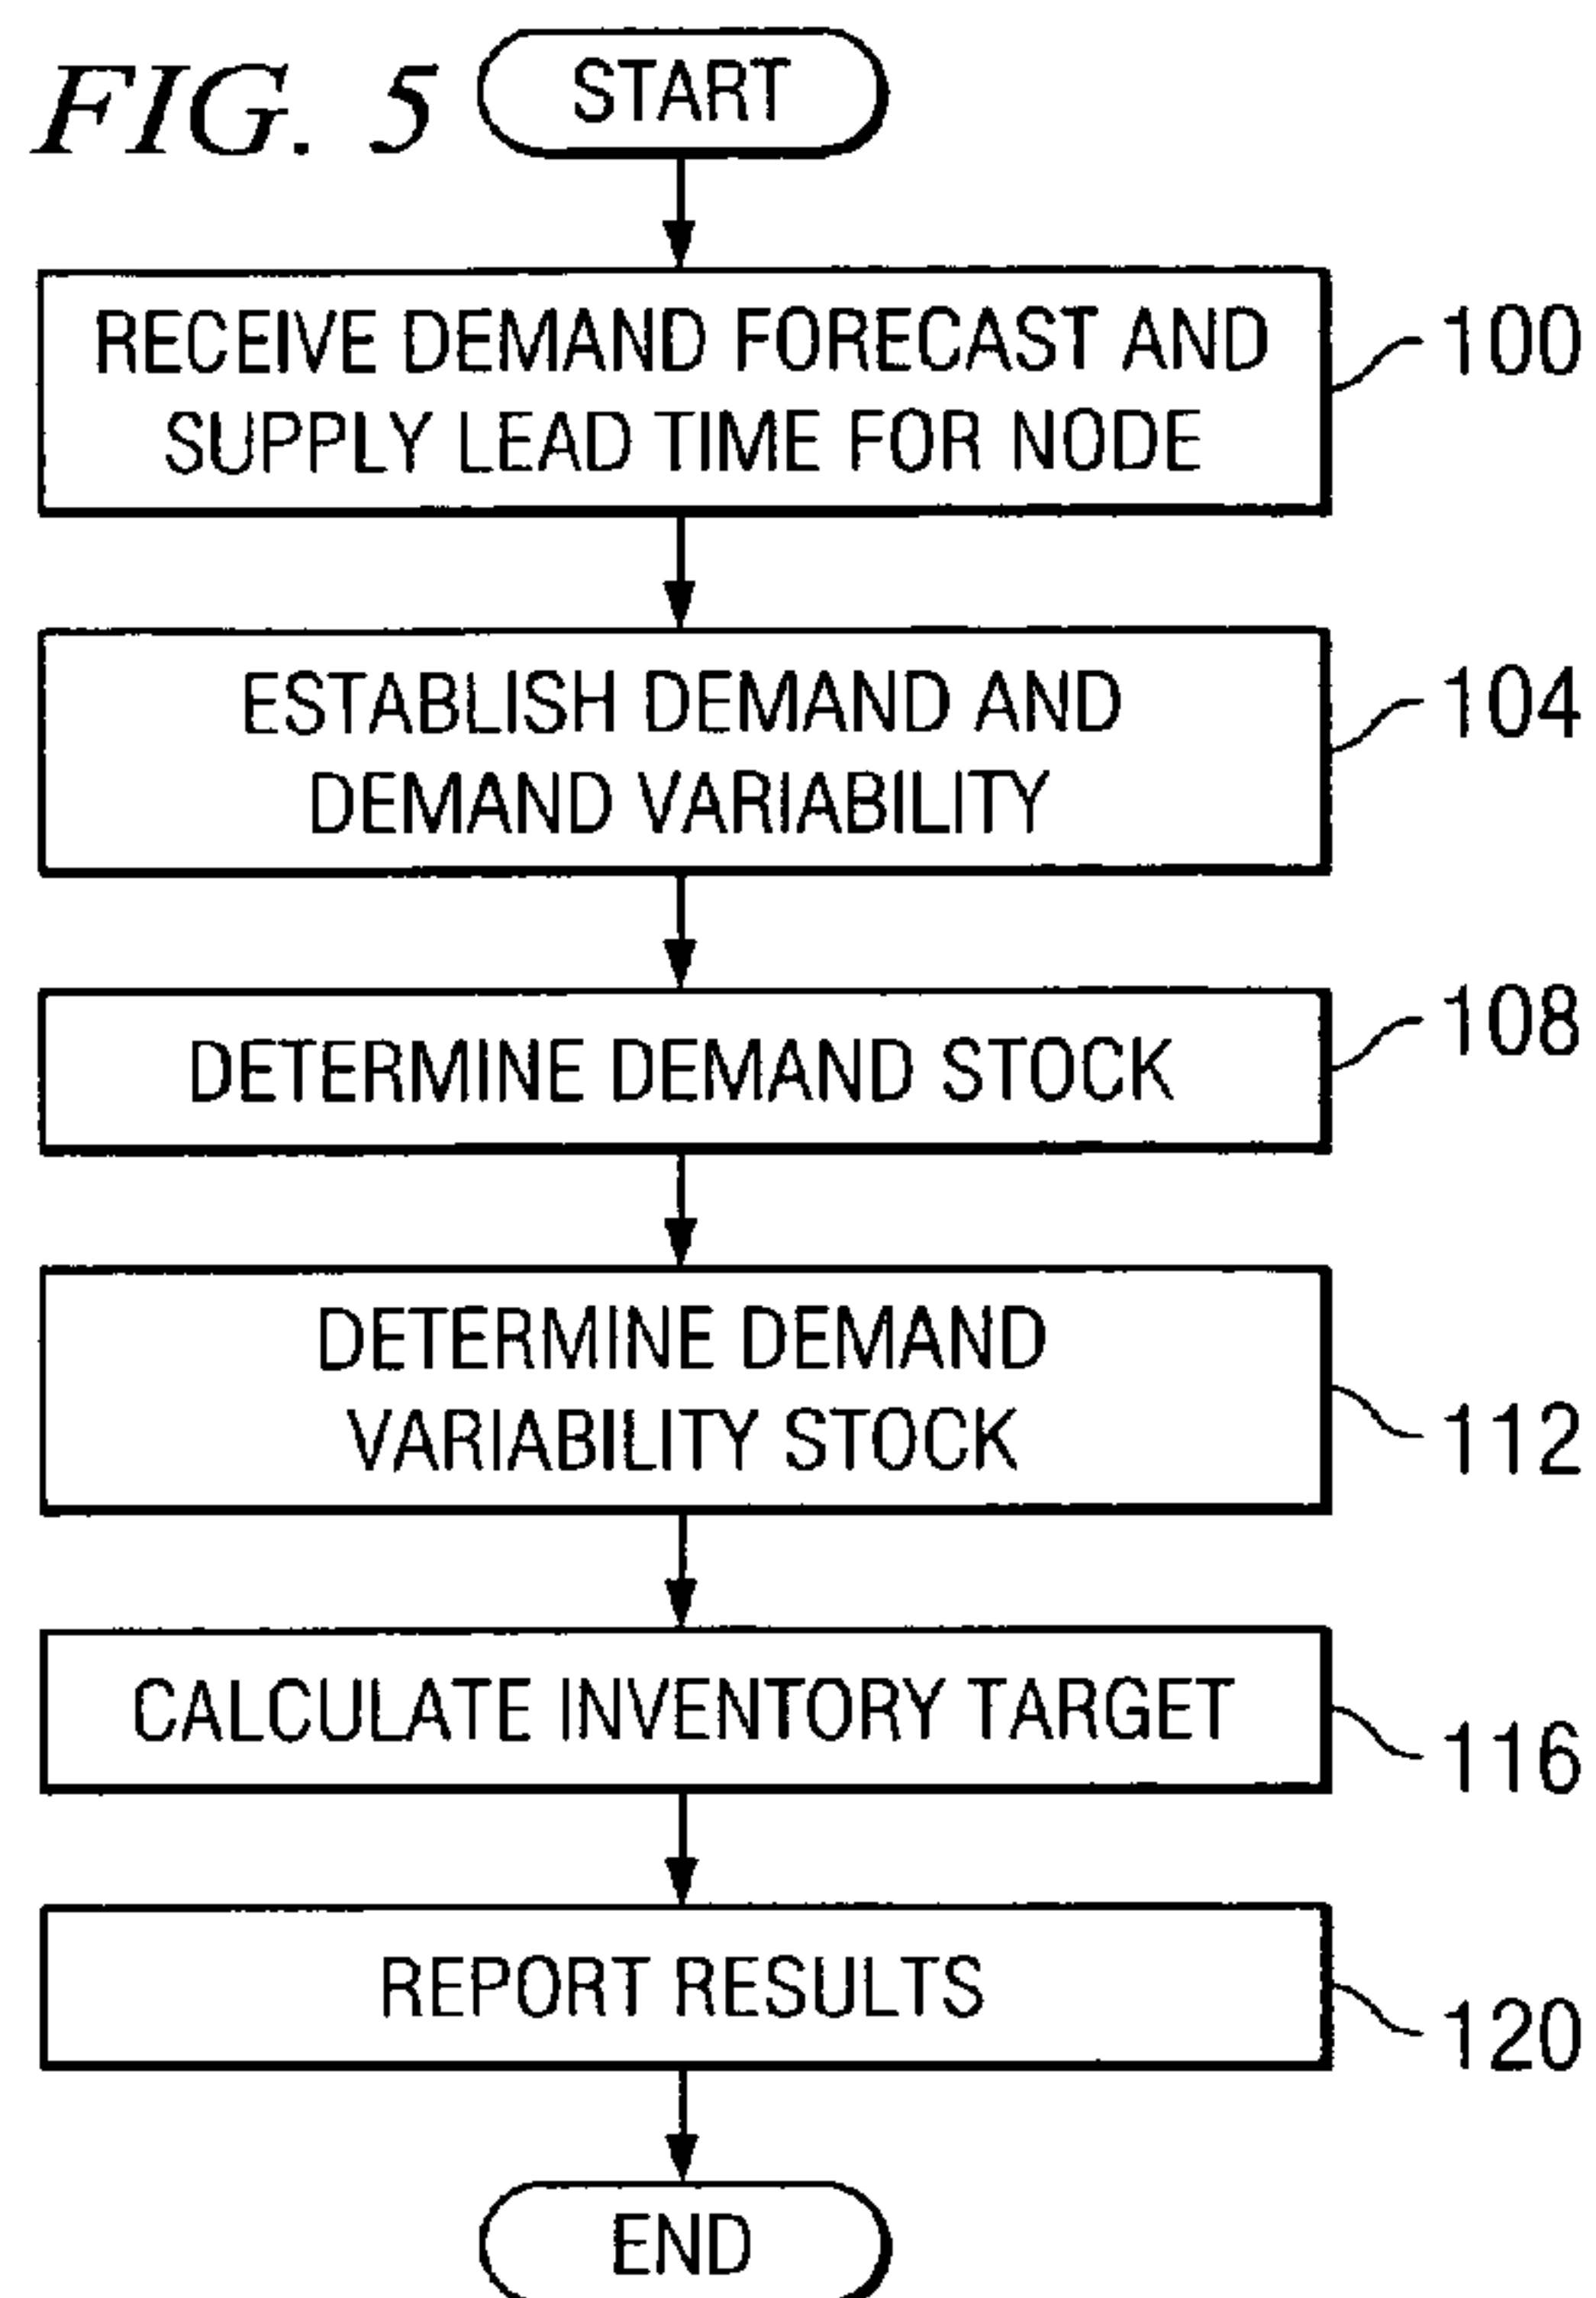 FIG. 5
START
RECEIVE DEMAND FORECAST AND
SUPPLY LEAD TIME FOR NODE
100
ESTABLISH DEMAND AND
DEMAND VARIABILITY
104
DETERMINE DEMAND STOCK
108
DETERMINE DEMAND
VARIABILITY STOCK
112
CALCULATE INVENTORY TARGET
116
REPORT RESULTS
120
END